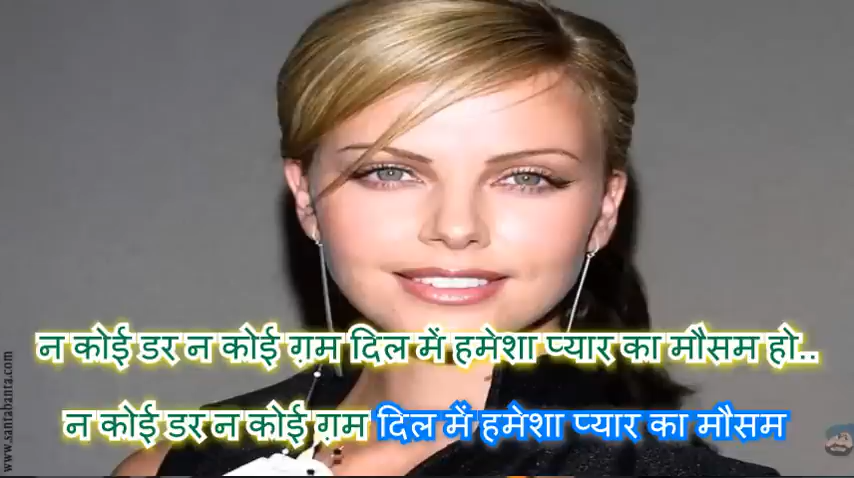 न कोई डर न कोई ग़म दिल में हमेशा प्यार का मौसम हो..
न कोई डर न कोई ग़म दिल में हमेशा प्यार का मौसम
www.santabanta.com